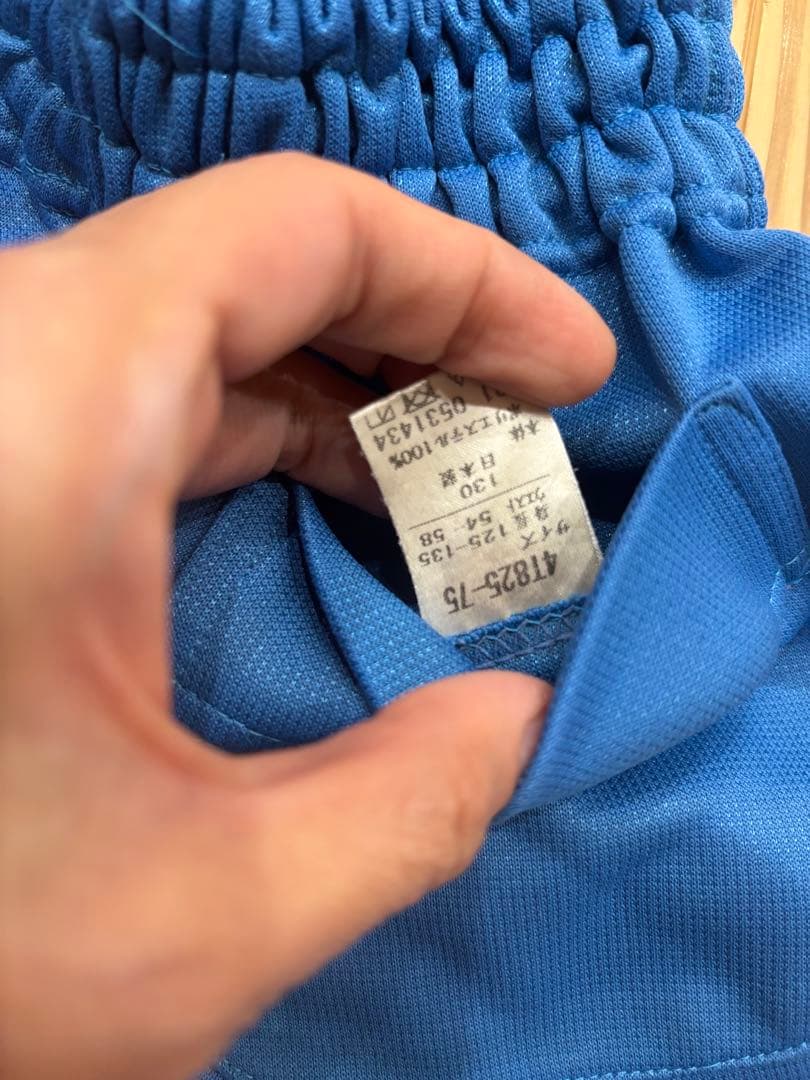 4T825-75
サイズ
身長 125-135
ウエスト 54-58
130
日本製
本体
ポリエステル100%
0531434